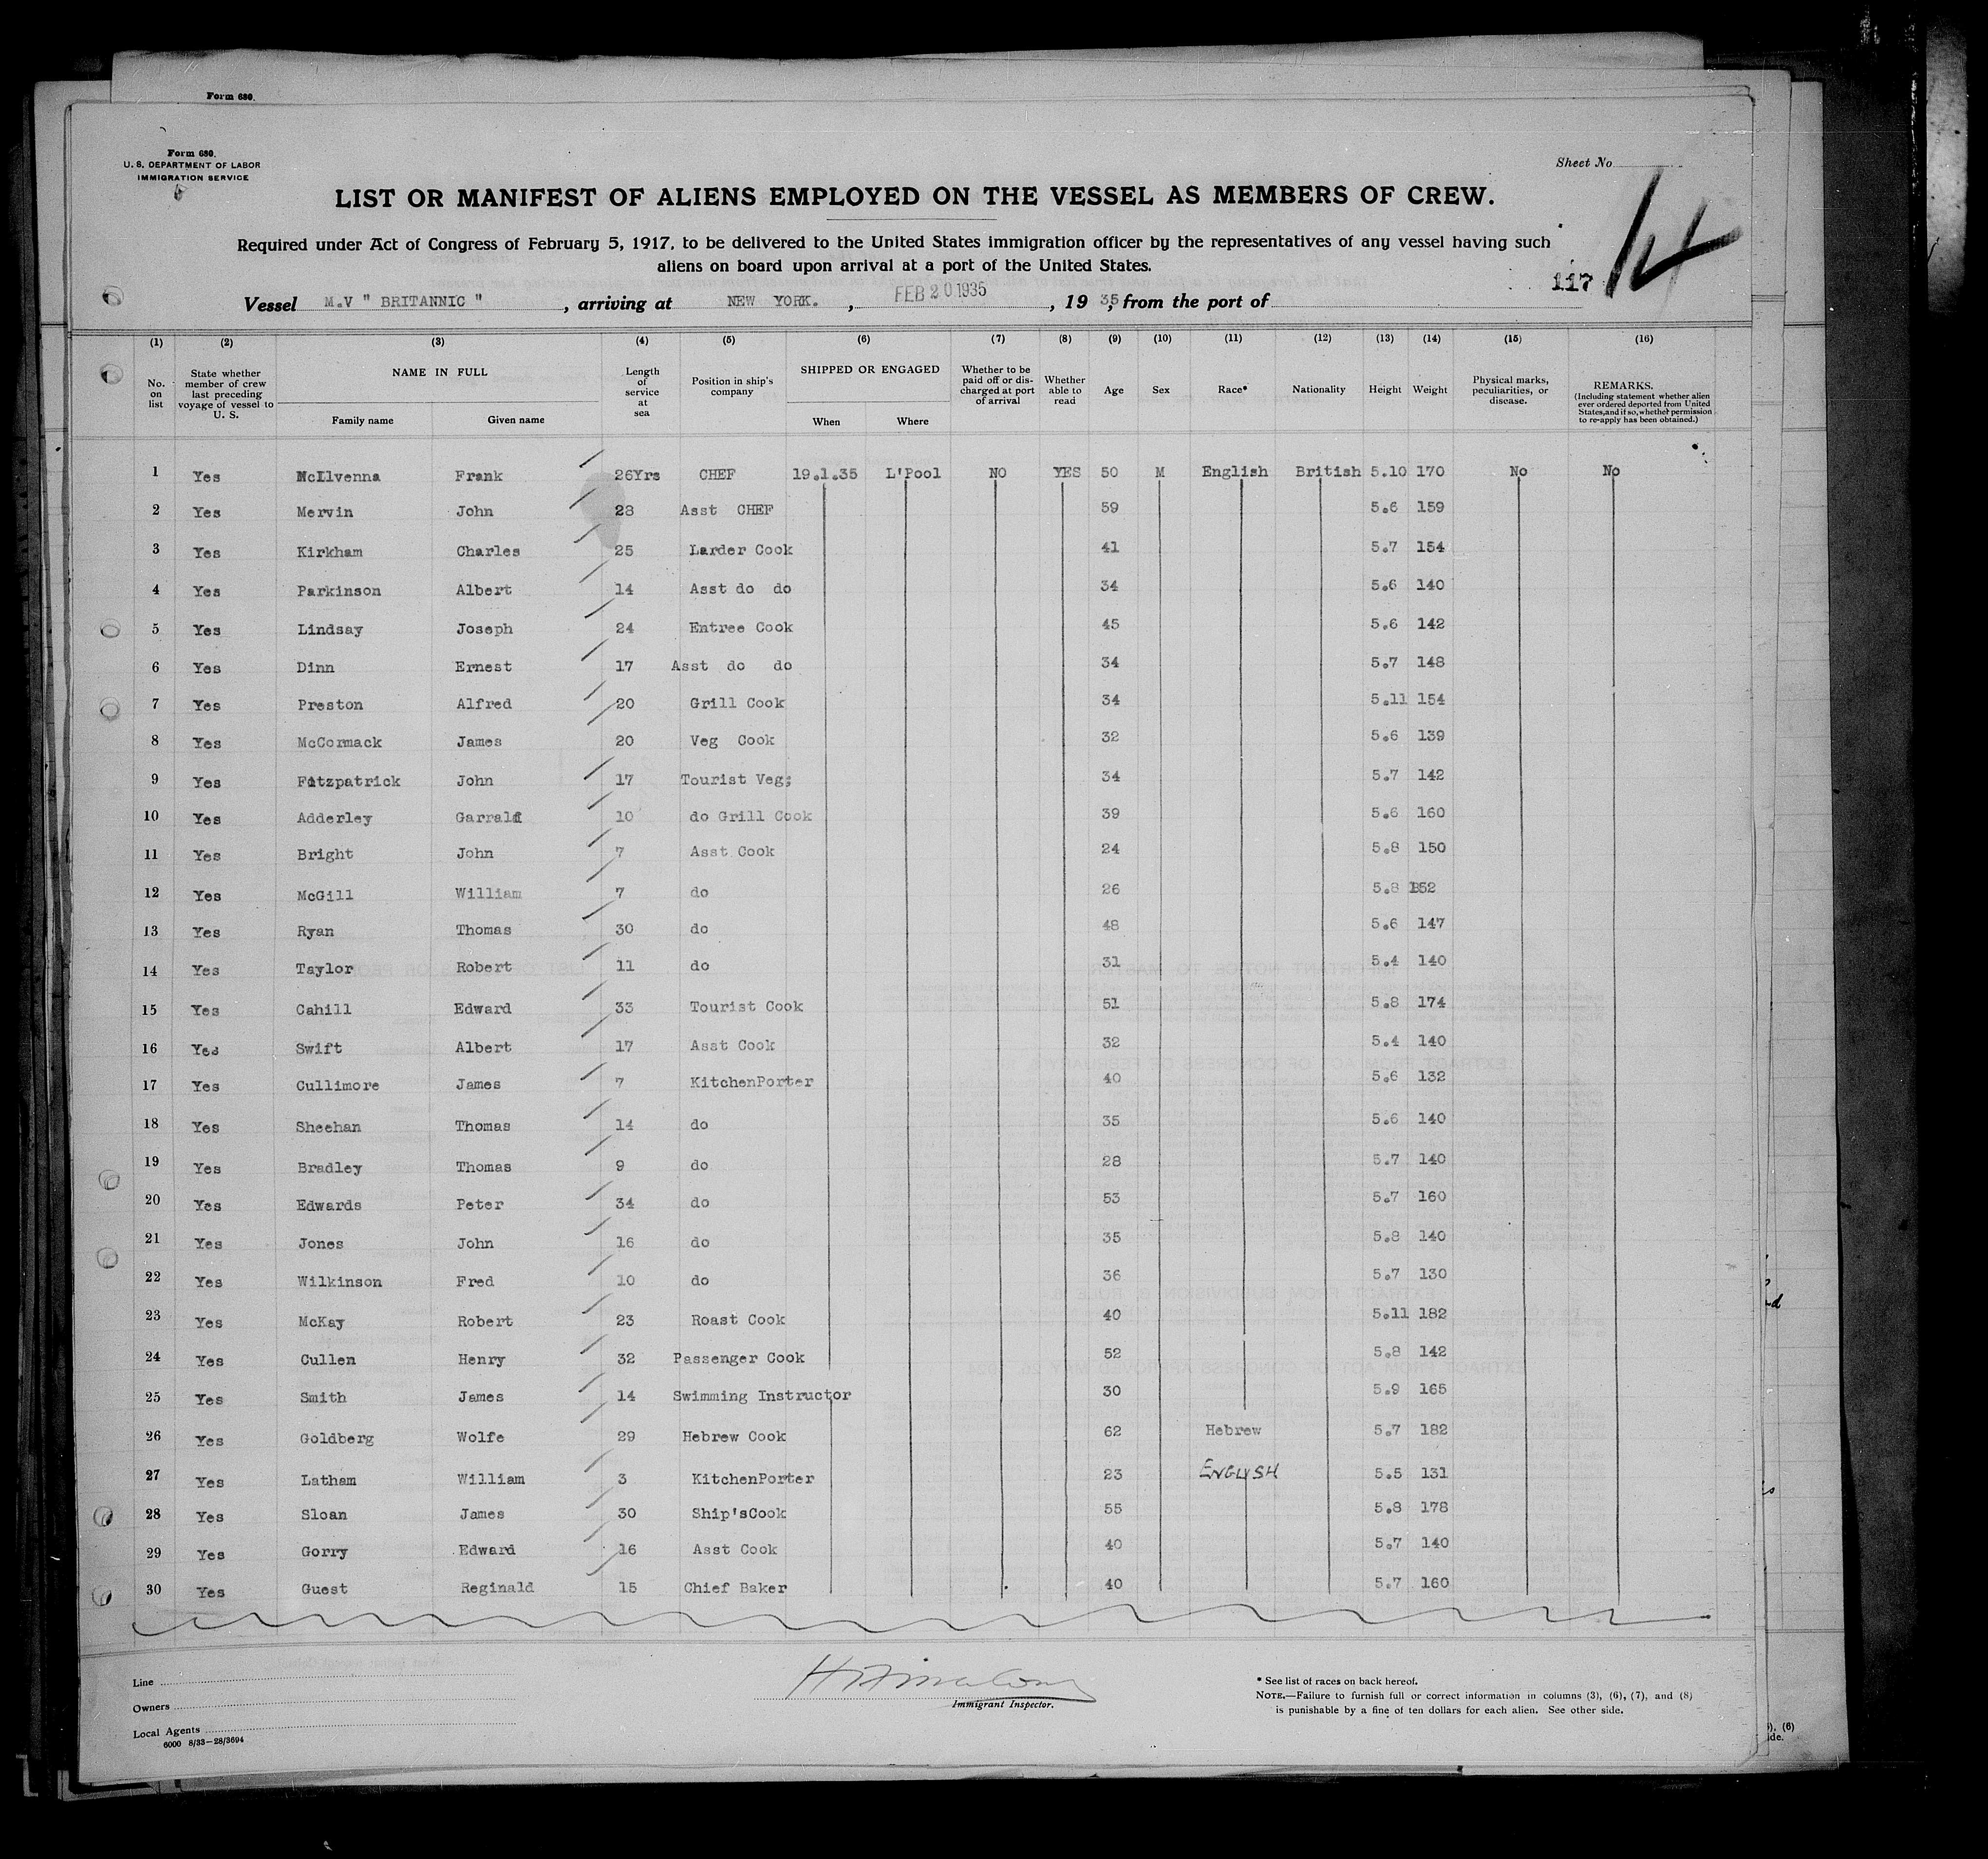 Form 680.
Form 680.
U. S. DEPARTMENT OF LABOR
IMMIGRATION SERVICE
Sheet No.
LIST OR MANIFEST OF ALIENS EMPLOYED ON THE VESSEL AS MEMBERS OF CREW.
Required under Act of Congress of February 5, 1917, to be delivered to the United States immigration officer by the representatives of any vessel having such
aliens on board upon arrival at a port of the United States.
117 14
Vessel M.V " BRITANNIC " , arriving at NEW YORK. , FEB 20 1935 , 19 35, from the port of
(1) (2) (3) (4) (5) (6) (7) (8) (9) (10) (11) (12) (13) (14) (15) (16)
No. on list State whether member of crew last preceding voyage of vessel to U. S. NAME IN FULL Family name Given name Length of service at sea Position in ship's company SHIPPED OR ENGAGED When Where Whether to be paid off or discharged at port of arrival Whether able to read Age Sex Race* Nationality Height Weight Physical marks, peculiarities, or disease. REMARKS. (Including statement whether alien ever ordered deported from United States, and if so, whether permission to re-apply has been obtained.)
1 Yes McIlvenna Frank 26Yrs CHEF 19.1.35 L'Pool NO YES 50 M English British 5.10 170 No No
2 Yes Mervin John 28 Asst CHEF 59 5.6 159
3 Yes Kirkham Charles 25 Larder Cook 41 5.7 154
4 Yes Parkinson Albert 14 Asst do do 34 5.6 140
5 Yes Lindsay Joseph 24 Entree Cook 45 5.6 142
6 Yes Dinn Ernest 17 Asst do do 34 5.7 148
7 Yes Preston Alfred 20 Grill Cook 34 5.11 154
8 Yes McCormack James 20 Veg Cook 32 5.6 139
9 Yes Fitzpatrick John 17 Tourist Veg; 34 5.7 142
10 Yes Adderley Garrald 10 do Grill Cook 39 5.6 160
11 Yes Bright John 7 Asst Cook 24 5.8 150
12 Yes McGill William 7 do 26 5.8 152
13 Yes Ryan Thomas 30 do 48 5.6 147
14 Yes Taylor Robert 11 do 31 5.4 140
15 Yes Cahill Edward 33 Tourist Cook 51 5.8 174
16 Yes Swift Albert 17 Asst Cook 32 5.4 140
17 Yes Cullimore James 7 KitchenPorter 40 5.6 132
18 Yes Sheehan Thomas 14 do 35 5.6 140
19 Yes Bradley Thomas 9 do 28 5.7 140
20 Yes Edwards Peter 34 do 53 5.7 160
21 Yes Jones John 16 do 35 5.8 140
22 Yes Wilkinson Fred 10 do 36 5.7 130
23 Yes McKay Robert 23 Roast Cook 40 5.11 182
24 Yes Cullen Henry 32 Passenger Cook 52 5.8 142
25 Yes Smith James 14 Swimming Instructor 30 5.9 165
26 Yes Goldberg Wolfe 29 Hebrew Cook 62 Hebrew 5.7 182
27 Yes Latham William 3 KitchenPorter 23 ENGLISH 5.5 131
28 Yes Sloan James 30 Ship'sCook 55 5.8 178
29 Yes Gorry Edward 16 Asst Cook 40 5.7 140
30 Yes Guest Reginald 15 Chief Baker 40 5.7 160
Line
Owners
Local Agents
6000 8/33—28/3694
Immigrant Inspector.
* See list of races on back hereof.
NOTE.—Failure to furnish full or correct information in columns (3), (6), (7), and (8)
is punishable by a fine of ten dollars for each alien. See other side.